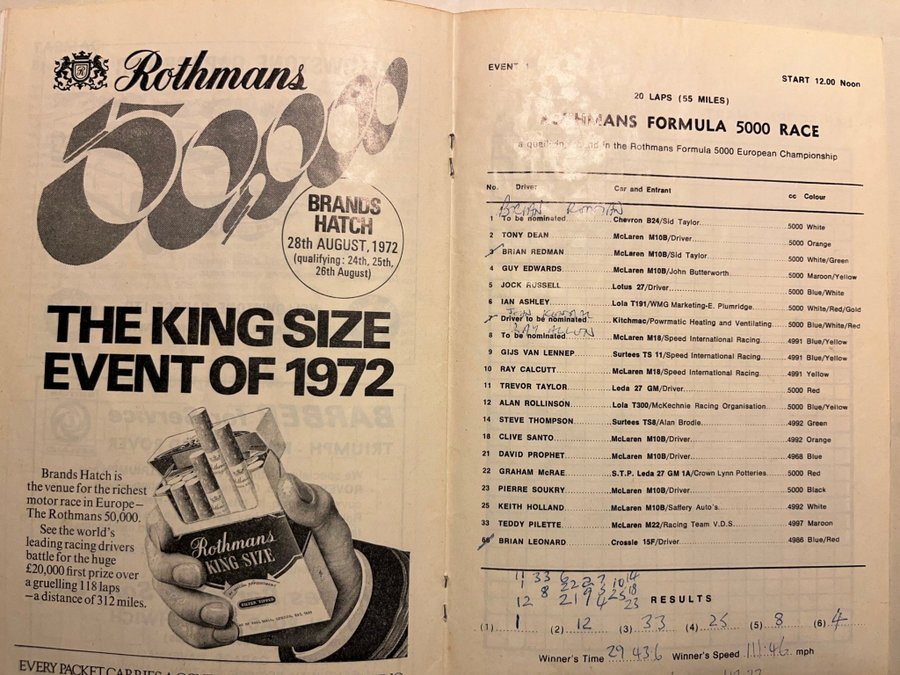 Rothmans
50,000
BRANDS
HATCH
28th AUGUST, 1972
(qualifying: 24th, 25th,
26th August)
THE KING SIZE
EVENT OF 1972
Brands Hatch is
the venue for the richest
motor race in Europe—
The Rothmans 50,000.
See the world's
leading racing drivers
battle for the huge
£20,000 first prize over
a gruelling 118 laps
—a distance of 312 miles.
Rothmans
KING SIZE
EVENT 1
START 12.00 Noon
20 LAPS (55 MILES)
ROTHMANS FORMULA 5000 RACE
a qualifying round in the Rothmans Formula 5000 European Championship
No. Driver Car and Entrant cc Colour
BRIAN REDMAN
1 To be nominated Chevron B24/Sid Taylor 5000 White
2 TONY DEAN McLaren M10B/Driver 5000 Orange
3 BRIAN REDMAN McLaren M10B/Sid Taylor 5000 White/Green
4 GUY EDWARDS McLaren M10B/John Butterworth 5000 Maroon/Yellow
5 JOCK RUSSELL Lotus 27/Driver 5000 Blue/White
6 IAN ASHLEY Lola T191/WMG Marketing-E. Plumridge 5000 White/Red/Gold
7 Driver to be nominated Kitchmac/Powrmatic Heating and Ventilating 5000 Blue/White/Red
RAY ALLEN
8 To be nominated McLaren M18/Speed International Racing 4991 Blue/Yellow
9 GIJS VAN LENNEP Surtees TS 11/Speed International Racing 4991 Blue/Yellow
10 RAY CALCUTT McLaren M18/Speed International Racing 4991 Yellow
11 TREVOR TAYLOR Leda 27 GM/Driver 5000 Red
12 ALAN ROLLINSON Lola T300/McKechnie Racing Organisation 5000 Blue/Yellow
14 STEVE THOMPSON Surtees TS8/Alan Brodie 4992 Green
18 CLIVE SANTO McLaren M10B/Driver 4992 Orange
21 DAVID PROPHET McLaren M10B/Driver 4968 Blue
22 GRAHAM McRAE S.T.P. Leda 27 GM 1A/Crown Lynn Potteries 5000 Red
23 PIERRE SOUKRY McLaren M10B/Driver 5000 Black
25 KEITH HOLLAND McLaren M10B/Saffery Auto's 4992 White
33 TEDDY PILETTE McLaren M22/Racing Team V.D.S. 4997 Maroon
BRIAN LEONARD Crossle 15F/Driver 4986 Blue/Red
RESULTS
(1) 1 (2) 12 (3) 33 (4) 25 (5) 8 (6) 4
Winner's Time 29 43.6 Winner's Speed 111.46 mph